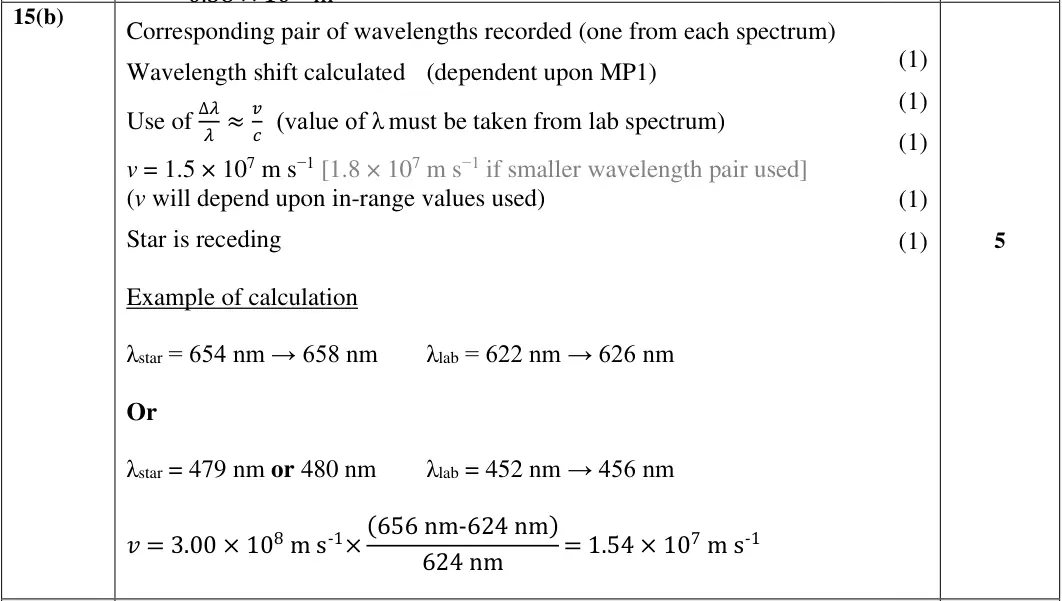 15(b)
Corresponding pair of wavelengths recorded (one from each spectrum)
(1)
Wavelength shift calculated (dependent upon MP1)
(1)
Use of Δλ/λ ≈ v/c (value of λ must be taken from lab spectrum)
(1)
v = 1.5 × 10⁷ m s⁻¹ [1.8 × 10⁷ m s⁻¹ if smaller wavelength pair used]
(v will depend upon in-range values used) (1)
Star is receding (1) 5
Example of calculation
λstar = 654 nm → 658 nm λlab = 622 nm → 626 nm
Or
λstar = 479 nm or 480 nm λlab = 452 nm → 456 nm
v = 3.00 × 10⁸ m s⁻¹ × (656 nm-624 nm)/624 nm = 1.54 × 10⁷ m s⁻¹